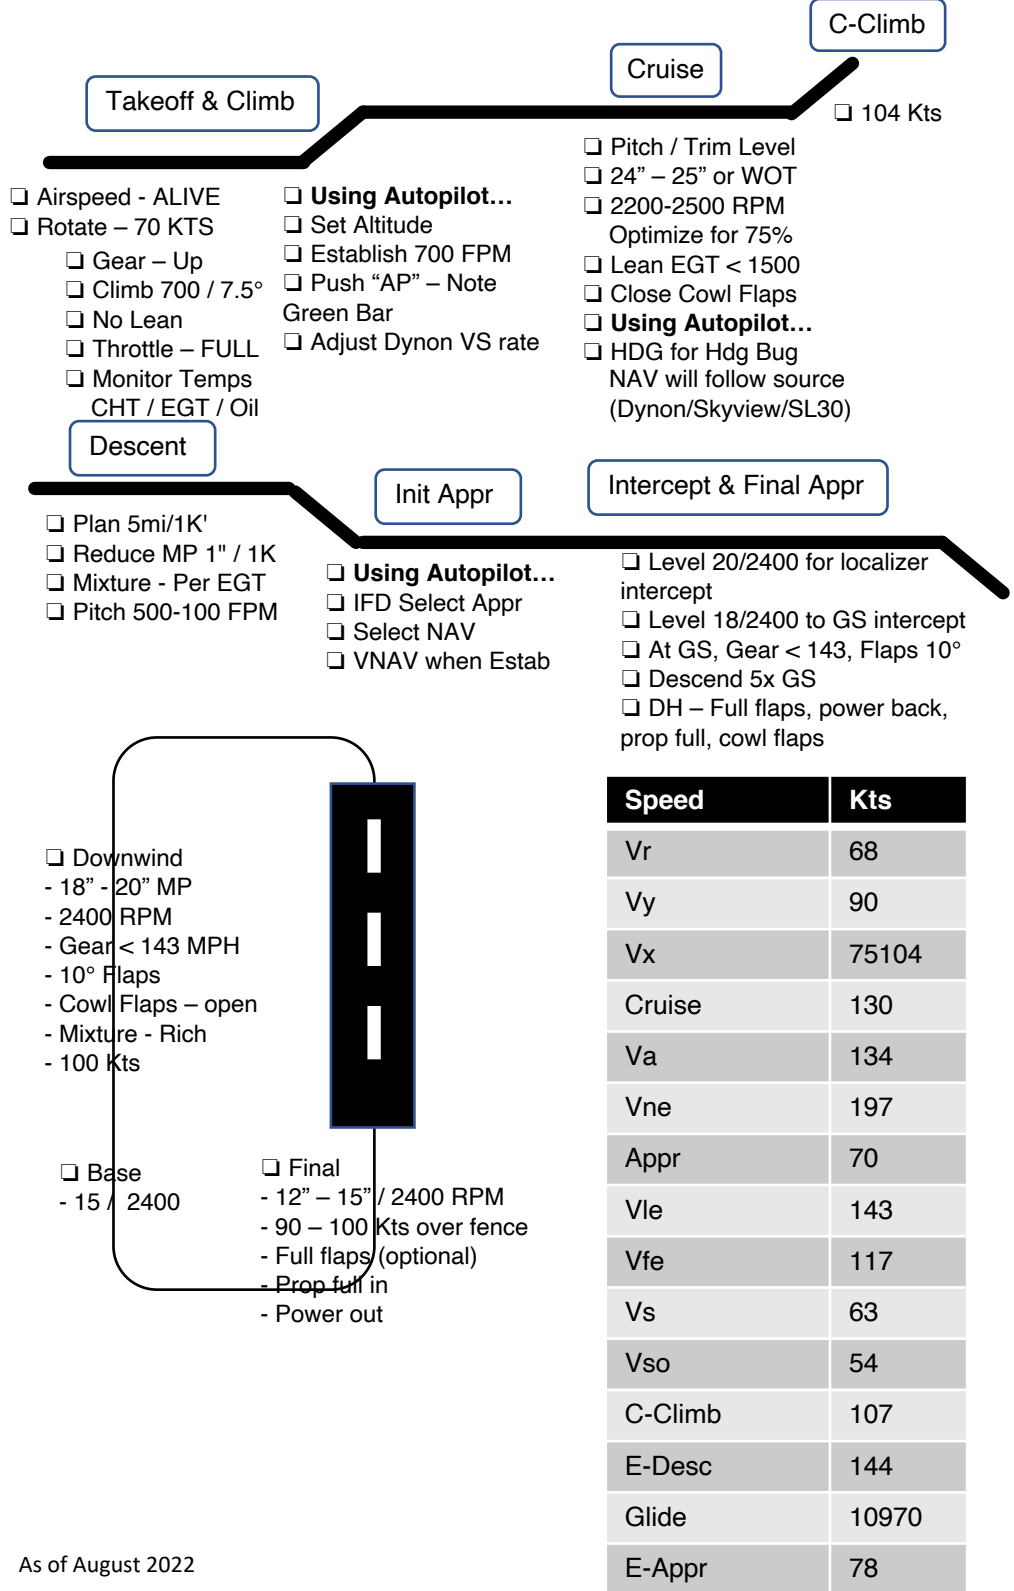 C-Climb
Cruise
Takeoff & Climb
❏ 104 Kts
❏ Airspeed - ALIVE
❏ Rotate – 70 KTS
❏ Gear – Up
❏ Climb 700 / 7.5°
❏ No Lean
❏ Throttle – FULL
❏ Monitor Temps
CHT / EGT / Oil
❏ Using Autopilot…
❏ Set Altitude
❏ Establish 700 FPM
❏ Push “AP” – Note
Green Bar
❏ Adjust Dynon VS rate
❏ Pitch / Trim Level
❏ 24” – 25” or WOT
❏ 2200-2500 RPM
Optimize for 75%
❏ Lean EGT < 1500
❏ Close Cowl Flaps
❏ Using Autopilot…
❏ HDG for Hdg Bug
NAV will follow source
(Dynon/Skyview/SL30)
Descent
Init Appr
Intercept & Final Appr
❏ Plan 5mi/1K'
❏ Reduce MP 1" / 1K
❏ Mixture - Per EGT
❏ Pitch 500-100 FPM
❏ Using Autopilot…
❏ IFD Select Appr
❏ Select NAV
❏ VNAV when Estab
❏ Level 20/2400 for localizer
intercept
❏ Level 18/2400 to GS intercept
❏ At GS, Gear < 143, Flaps 10°
❏ Descend 5x GS
❏ DH – Full flaps, power back,
prop full, cowl flaps
❏ Downwind
- 18” - 20” MP
- 2400 RPM
- Gear < 143 MPH
- 10° Flaps
- Cowl Flaps – open
- Mixture - Rich
- 100 Kts
❏ Base
- 15 / 2400
❏ Final
- 12” – 15” / 2400 RPM
- 90 – 100 Kts over fence
- Full flaps (optional)
- Prop full in
- Power out
Speed Kts
Vr 68
Vy 90
Vx 75104
Cruise 130
Va 134
Vne 197
Appr 70
Vle 143
Vfe 117
Vs 63
Vso 54
C-Climb 107
E-Desc 144
Glide 10970
E-Appr 78
As of August 2022